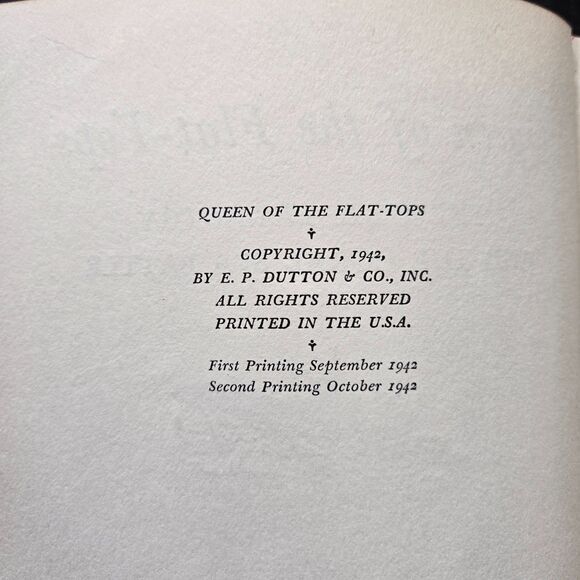 QUEEN OF THE FLAT-TOPS
✝
COPYRIGHT, 1942,
BY E. P. DUTTON & CO., INC.
ALL RIGHTS RESERVED
PRINTED IN THE U.S.A.
✝
First Printing September 1942
Second Printing October 1942